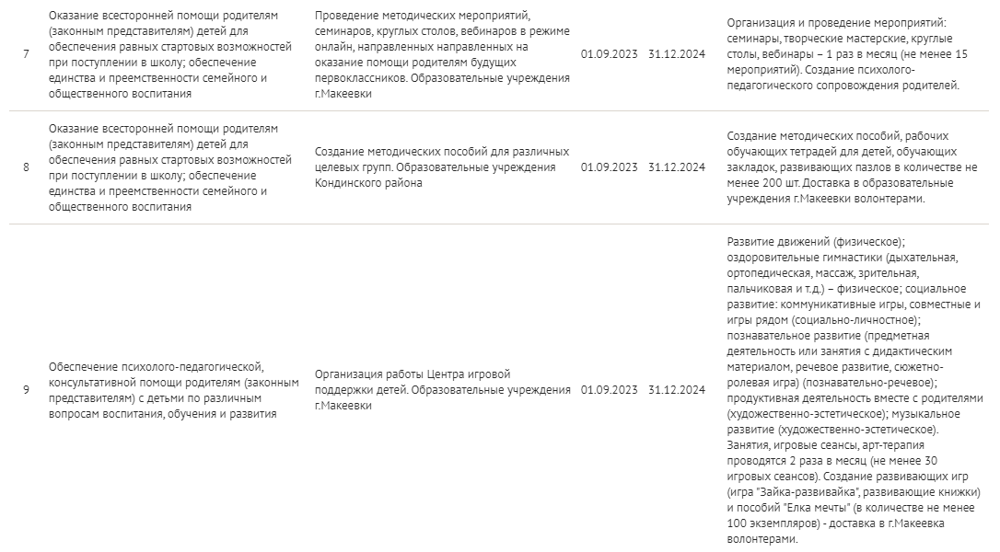 7
Оказание всесторонней помощи родителям
(законным представителям) детей для
обеспечения равных стартовых возможностей
при поступлении в школу; обеспечение
единства и преемственности семейного и
общественного воспитания
Проведение методических мероприятий,
семинаров, круглых столов, вебинаров в режиме
онлайн, направленных направленных на
оказание помощи родителям будущих
первоклассников. Образовательные учреждения
г.Макеевки
01.09.2023
31.12.2024
Организация и проведение мероприятий:
семинары, творческие мастерские, круглые
столы, вебинары – 1 раз в месяц (не менее 15
мероприятий). Создание психолого-
педагогического сопровождения родителей.
8
Оказание всесторонней помощи родителям
(законным представителям) детей для
обеспечения равных стартовых возможностей
при поступлении в школу; обеспечение
единства и преемственности семейного и
общественного воспитания
Создание методических пособий для различных
целевых групп. Образовательные учреждения
Кондинского района
01.09.2023
31.12.2024
Создание методических пособий, рабочих
обучающих тетрадей для детей, обучающих
закладок, развивающих пазлов в количестве не
менее 200 шт. Доставка в образовательные
учреждения г.Макеевки волонтерами.
9
Обеспечение психолого-педагогической,
консультативной помощи родителям (законным
представителям) с детьми по различным
вопросам воспитания, обучения и развития
Организация работы Центра игровой
поддержки детей. Образовательные учреждения
г.Макеевки
01.09.2023
31.12.2024
Развитие движений (физическое);
оздоровительные гимнастики (дыхательная,
ортопедическая, массаж, зрительная,
пальчиковая и т.д.) – физическое; социальное
развитие: коммуникативные игры, совместные и
игры рядом (социально-личностное);
познавательное развитие (предметная
деятельность или занятия с дидактическим
материалом, речевое развитие, сюжетно-
ролевая игра) (познавательно-речевое);
продуктивная деятельность вместе с родителями
(художественно-эстетическое); музыкальное
развитие (художественно-эстетическое).
Занятия, игровые сеансы, арт-терапия
проводятся 2 раза в месяц (не менее 30
игровых сеансов). Создание развивающих игр
(игра "Зайка-развивайка", развивающие книжки)
и пособий "Елка мечты" (в количестве не менее
100 экземпляров) - доставка в г.Макеевка
волонтерами.